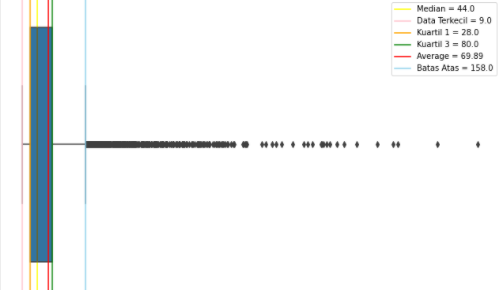 Median = 44.0
Data Terkecil = 9.0
Kuartil 1 = 28.0
Kuartil 3 = 80.0
Average = 69.89
Batas Atas = 158.0